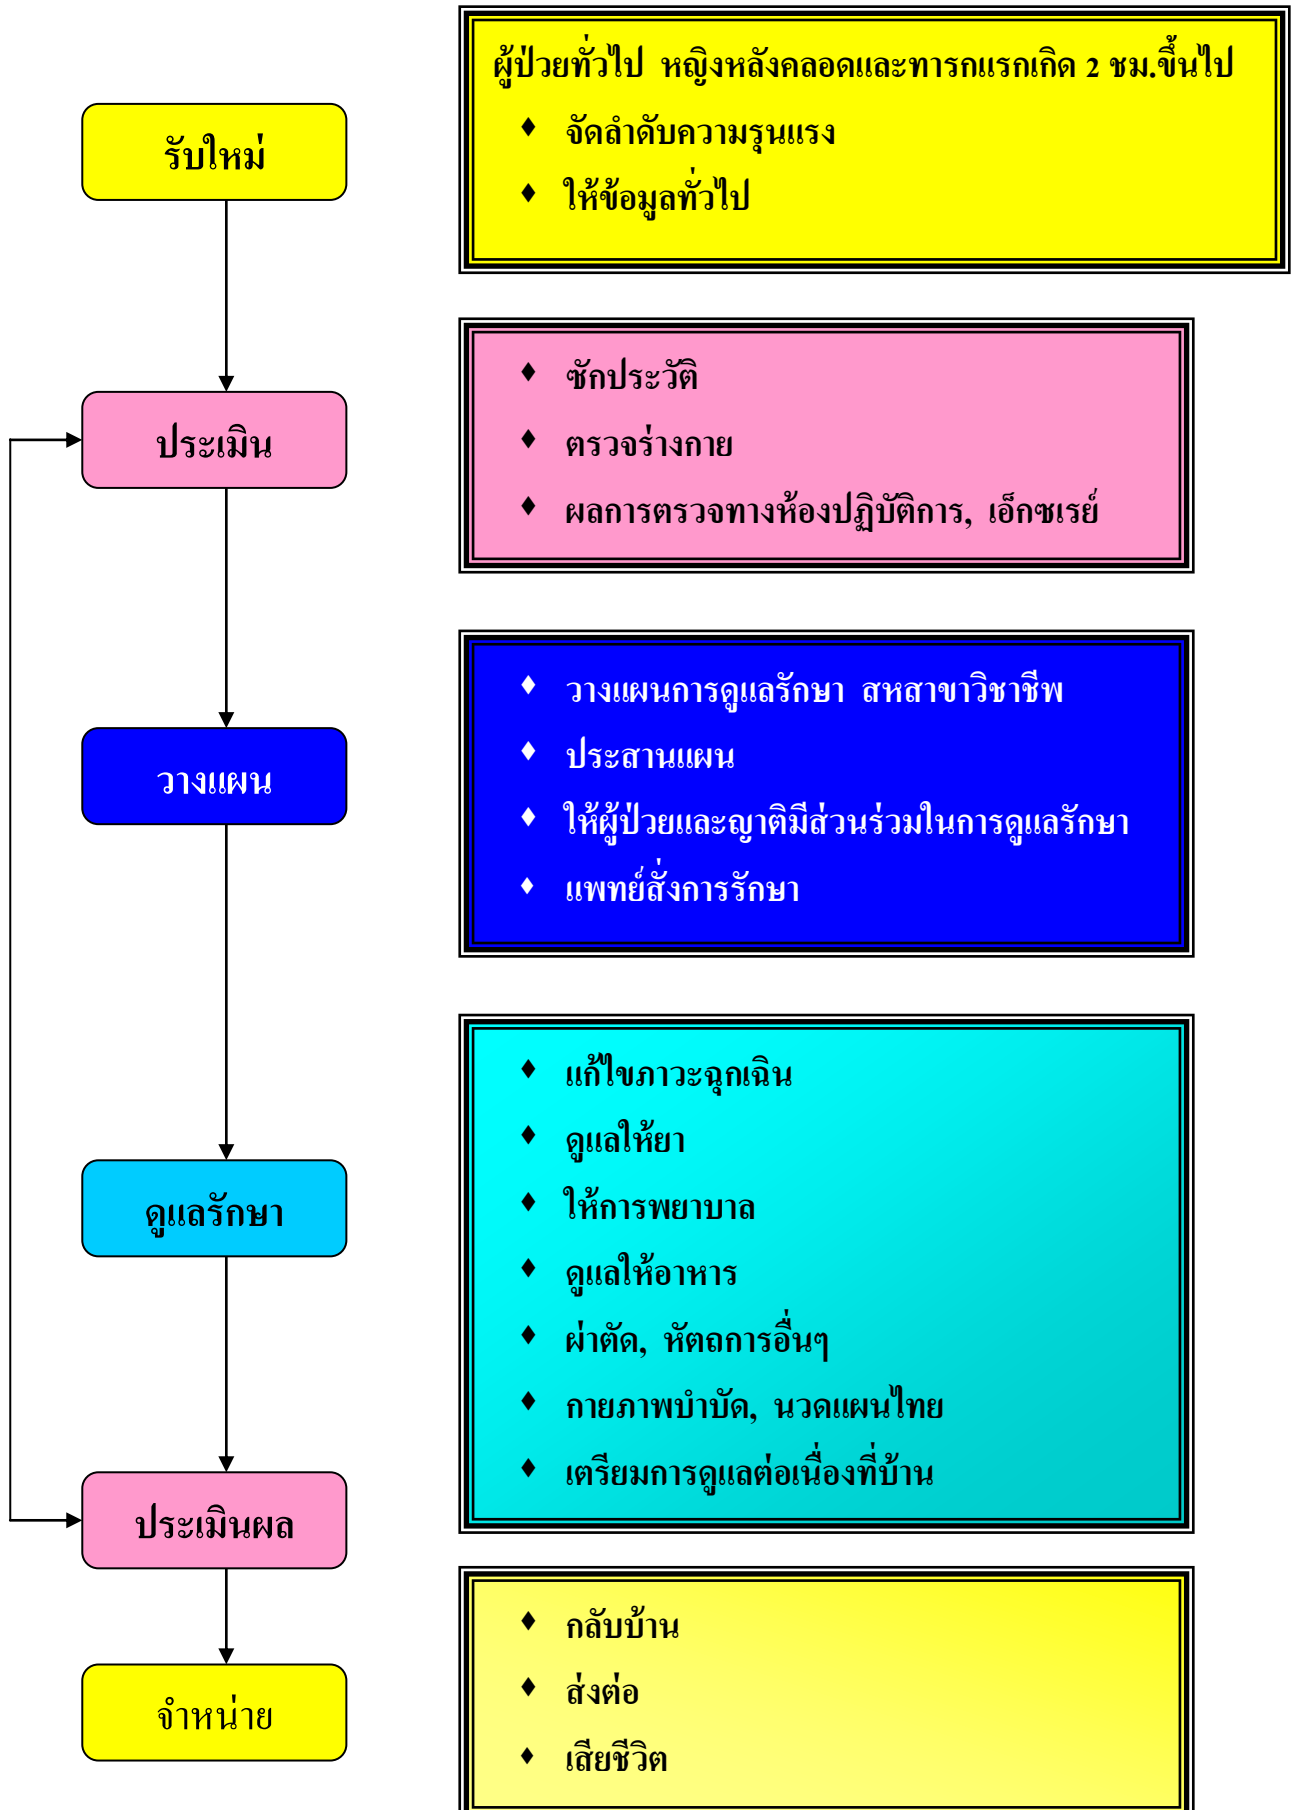 ผู้ป่วยทั่วไป หญิงหลังคลอดและทารกแรกเกิด 2 ชม.ขึ้นไป
♦ จัดลำดับความรุนแรง
♦ ให้ข้อมูลทั่วไป
รับใหม่
♦ ซักประวัติ
♦ ตรวจร่างกาย
♦ ผลการตรวจทางห้องปฏิบัติการ, เอ็กซเรย์
ประเมิน
♦ วางแผนการดูแลรักษา สหสาขาวิชาชีพ
♦ ประสานแผน
♦ ให้ผู้ป่วยและญาติมีส่วนร่วมในการดูแลรักษา
♦ แพทย์สั่งการรักษา
วางแผน
♦ แก้ไขภาวะฉุกเฉิน
♦ ดูแลให้ยา
♦ ให้การพยาบาล
♦ ดูแลให้อาหาร
♦ ผ่าตัด, หัตถการอื่นๆ
♦ กายภาพบำบัด, นวดแผนไทย
♦ เตรียมการดูแลต่อเนื่องที่บ้าน
ดูแลรักษา
ประเมินผล
♦ กลับบ้าน
♦ ส่งต่อ
♦ เสียชีวิต
จำหน่าย